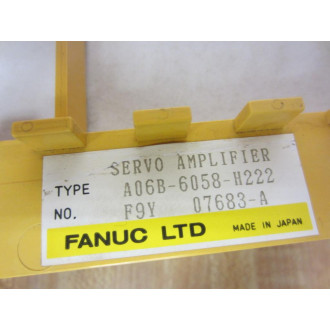 SERVO AMPLIFIER
TYPE A06B-6058-H222
NO. F9Y 07683-A
FANUC LTD MADE IN JAPAN